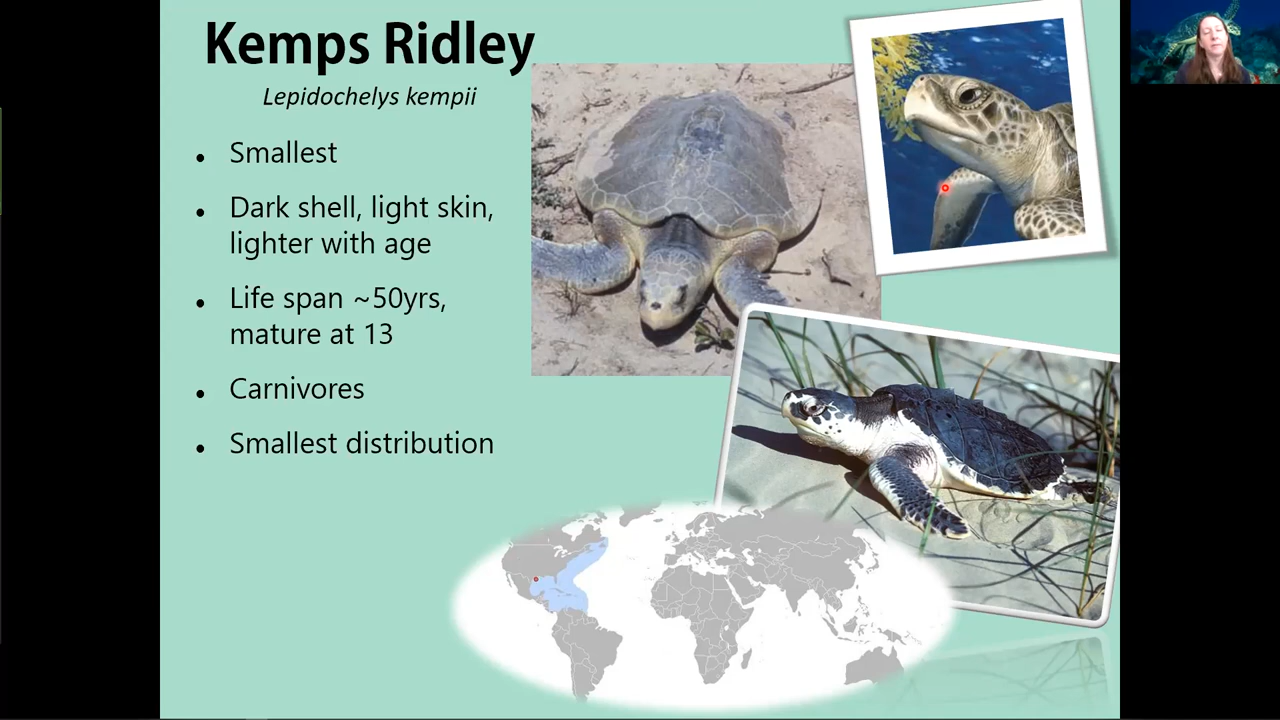 Kemps Ridley
Lepidochelys kempii
• Smallest
• Dark shell, light skin,
lighter with age
• Life span ~50yrs,
mature at 13
• Carnivores
• Smallest distribution